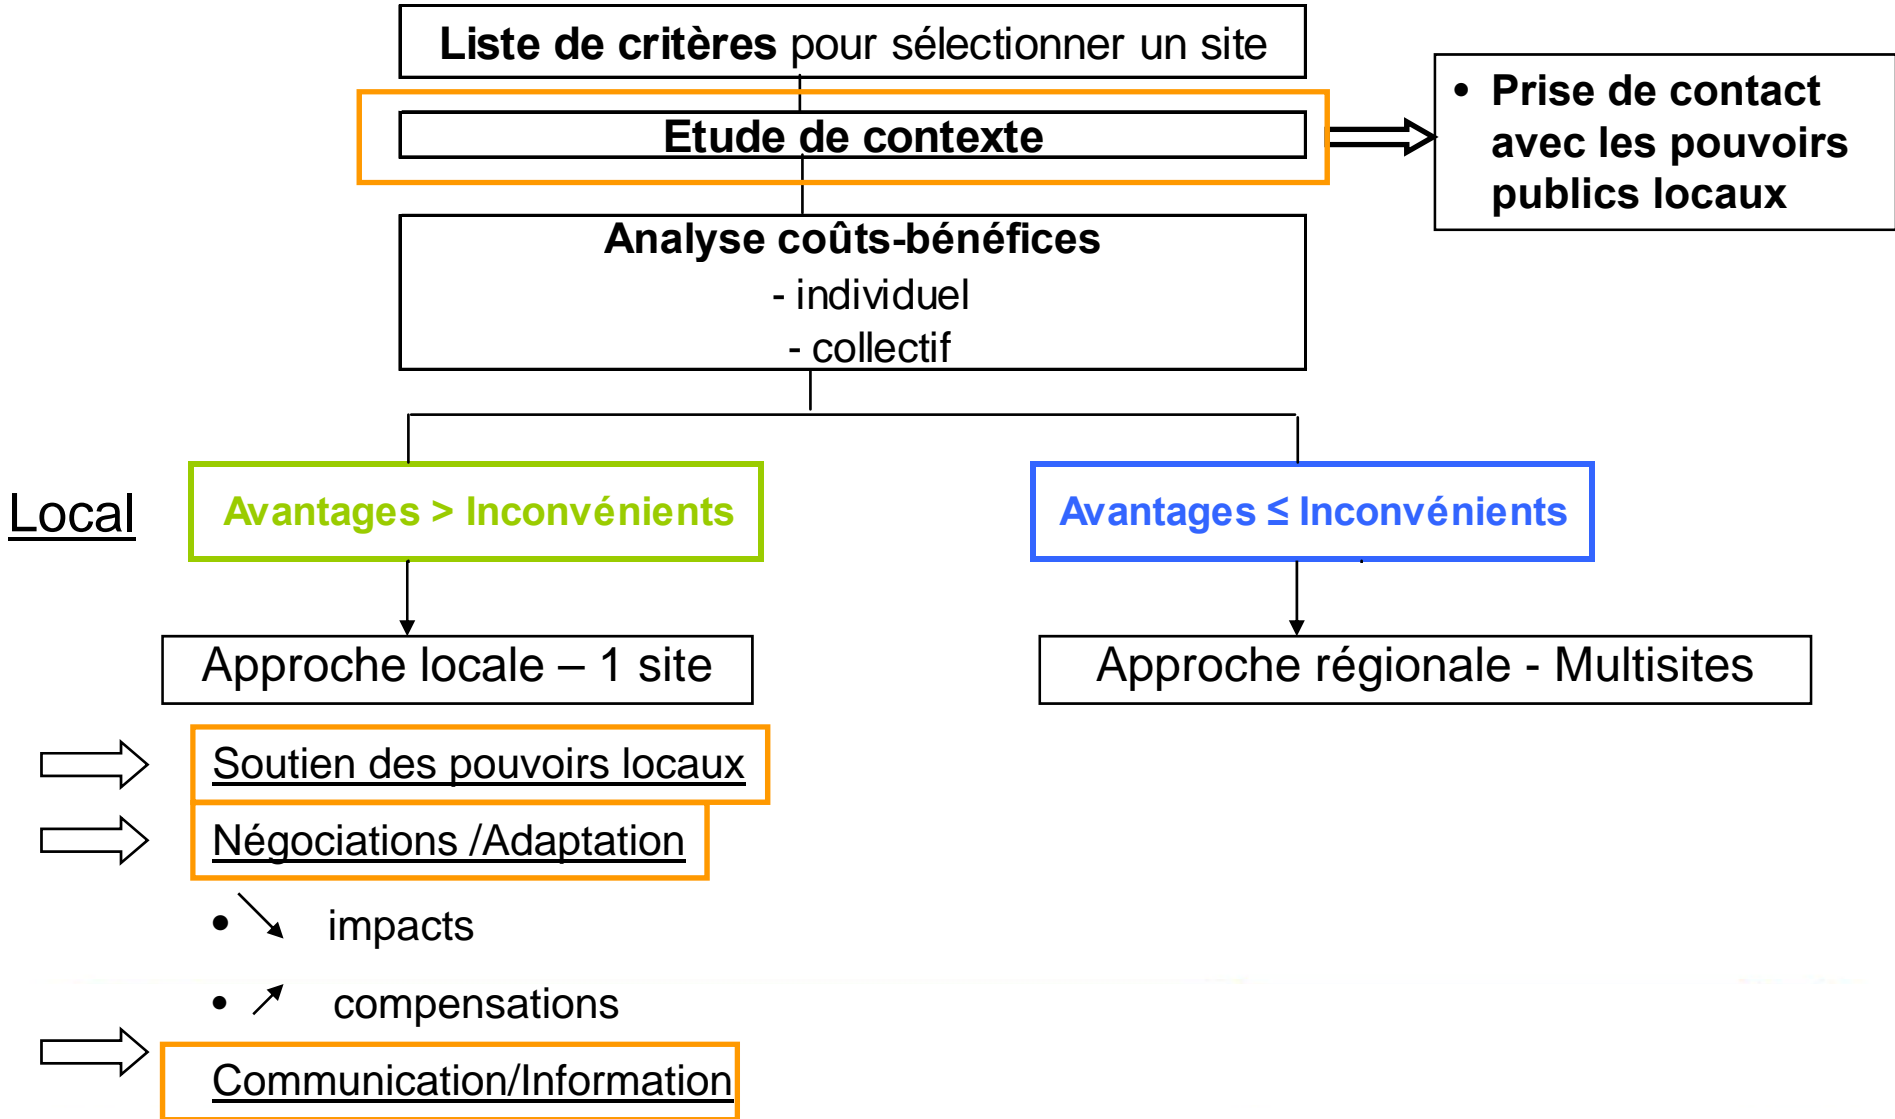 Liste de critères pour sélectionner un site
Etude de contexte
• Prise de contact
avec les pouvoirs
publics locaux
Analyse coûts-bénéfices
- individuel
- collectif
Local
Avantages > Inconvénients
Avantages ≤ Inconvénients
Approche locale – 1 site
Approche régionale - Multisites
Soutien des pouvoirs locaux
Négociations /Adaptation
• ↘ impacts
• ↗ compensations
Communication/Information